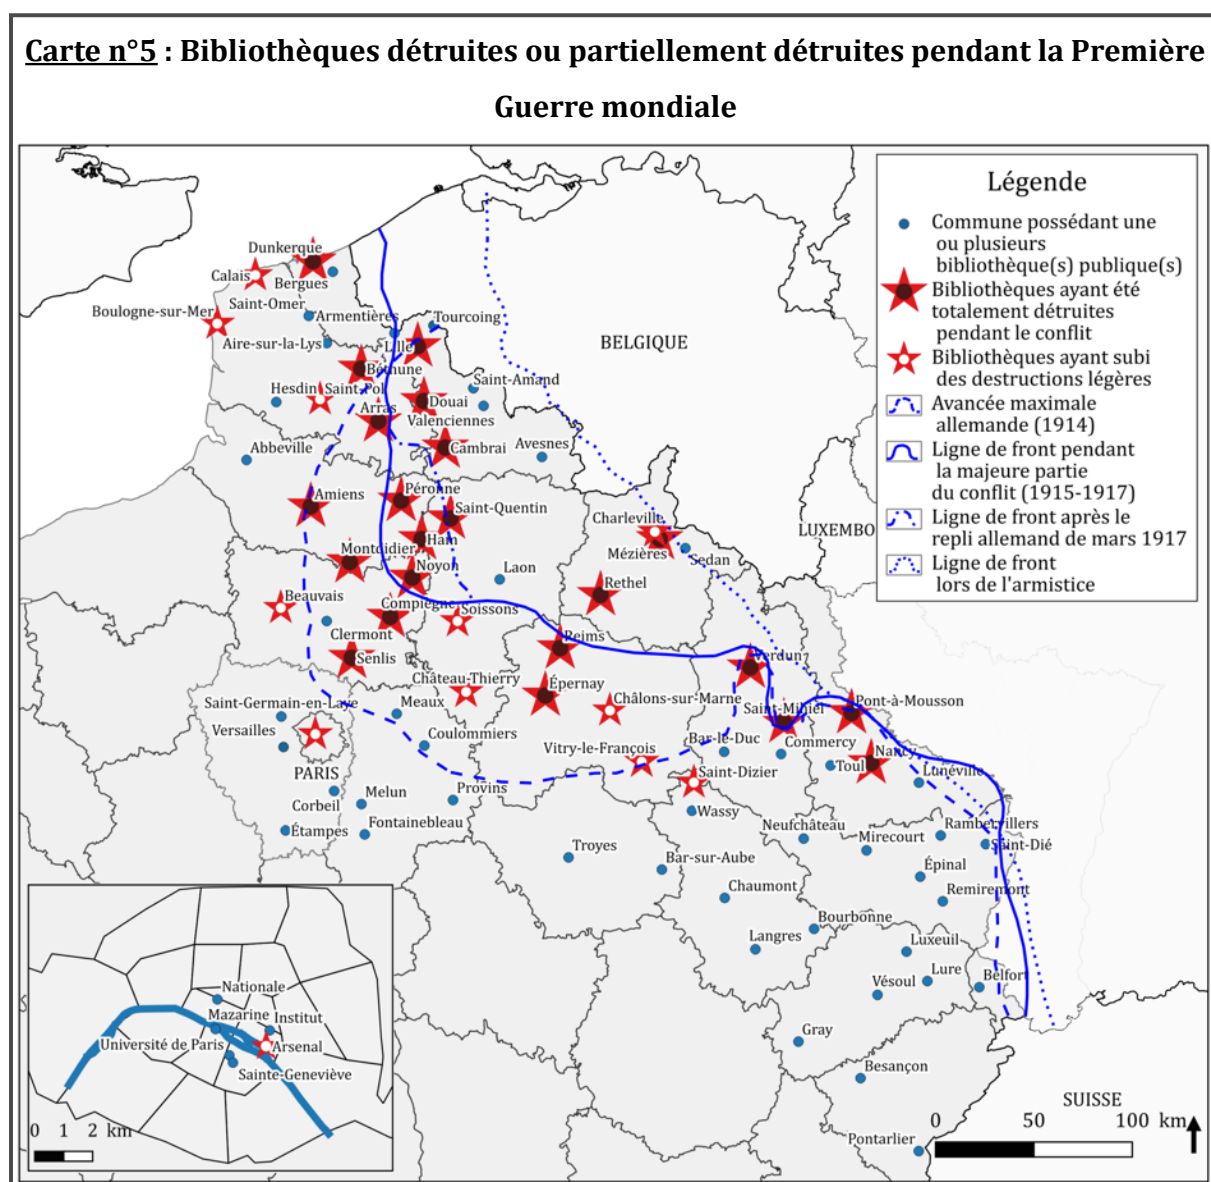 Carte n°5 : Bibliothèques détruites ou partiellement détruites pendant la Première
Guerre mondiale
Légende
Commune possédant une
ou plusieurs
bibliothèque(s) publique(s)
Bibliothèques ayant été
totalement détruites
pendant le conflit
Bibliothèques ayant subi
des destructions légères
Avancée maximale
allemande (1914)
Ligne de front pendant
la majeure partie
du conflit (1915-1917)
Ligne de front après le
repli allemand de mars 1917
Ligne de front
lors de l'armistice
Dunkerque
Calais
Bergues
Saint-Omer
Boulogne-sur-Mer
Armentières
Tourcoing
Aire-sur-la-Lys
Lille
BELGIQUE
Béthune
Hesdin
Saint-Pol
Saint-Amand
Arras
Douai
Valenciennes
Abbeville
Cambrai
Avesnes
Amiens
Péronne
Saint-Quentin
Charleville
LUXEMBO
Ham
Montdidier
Mézières
Sedan
Noyon
Laon
Rethel
Beauvais
Compiègne
Soissons
Clermont
Reims
Senlis
Verdun
Château-Thierry
Épernay
Châlons-sur-Marne
Saint-Mihiel
Pont-à-Mousson
Saint-Germain-en-Laye
Meaux
Versailles
Coulommiers
Vitry-le-François
Bar-le-Duc
Commercy
Nancy
Toul
Lunéville
PARIS
Saint-Dizier
Corbeil
Melun
Provins
Wassy
Étampes
Fontainebleau
Neufchâteau
Mirecourt
Rambervillers
Saint-Dié
Troyes
Bar-sur-Aube
Épinal
Chaumont
Remiremont
Bourbonne
Langres
Luxeuil
Lure
Belfort
Vésoul
Gray
Besançon
Pontarlier
SUISSE
Nationale
Mazarine
Institut
Université de Paris
Arsenal
Sainte-Geneviève
0 1 2 km
0 50 100 km